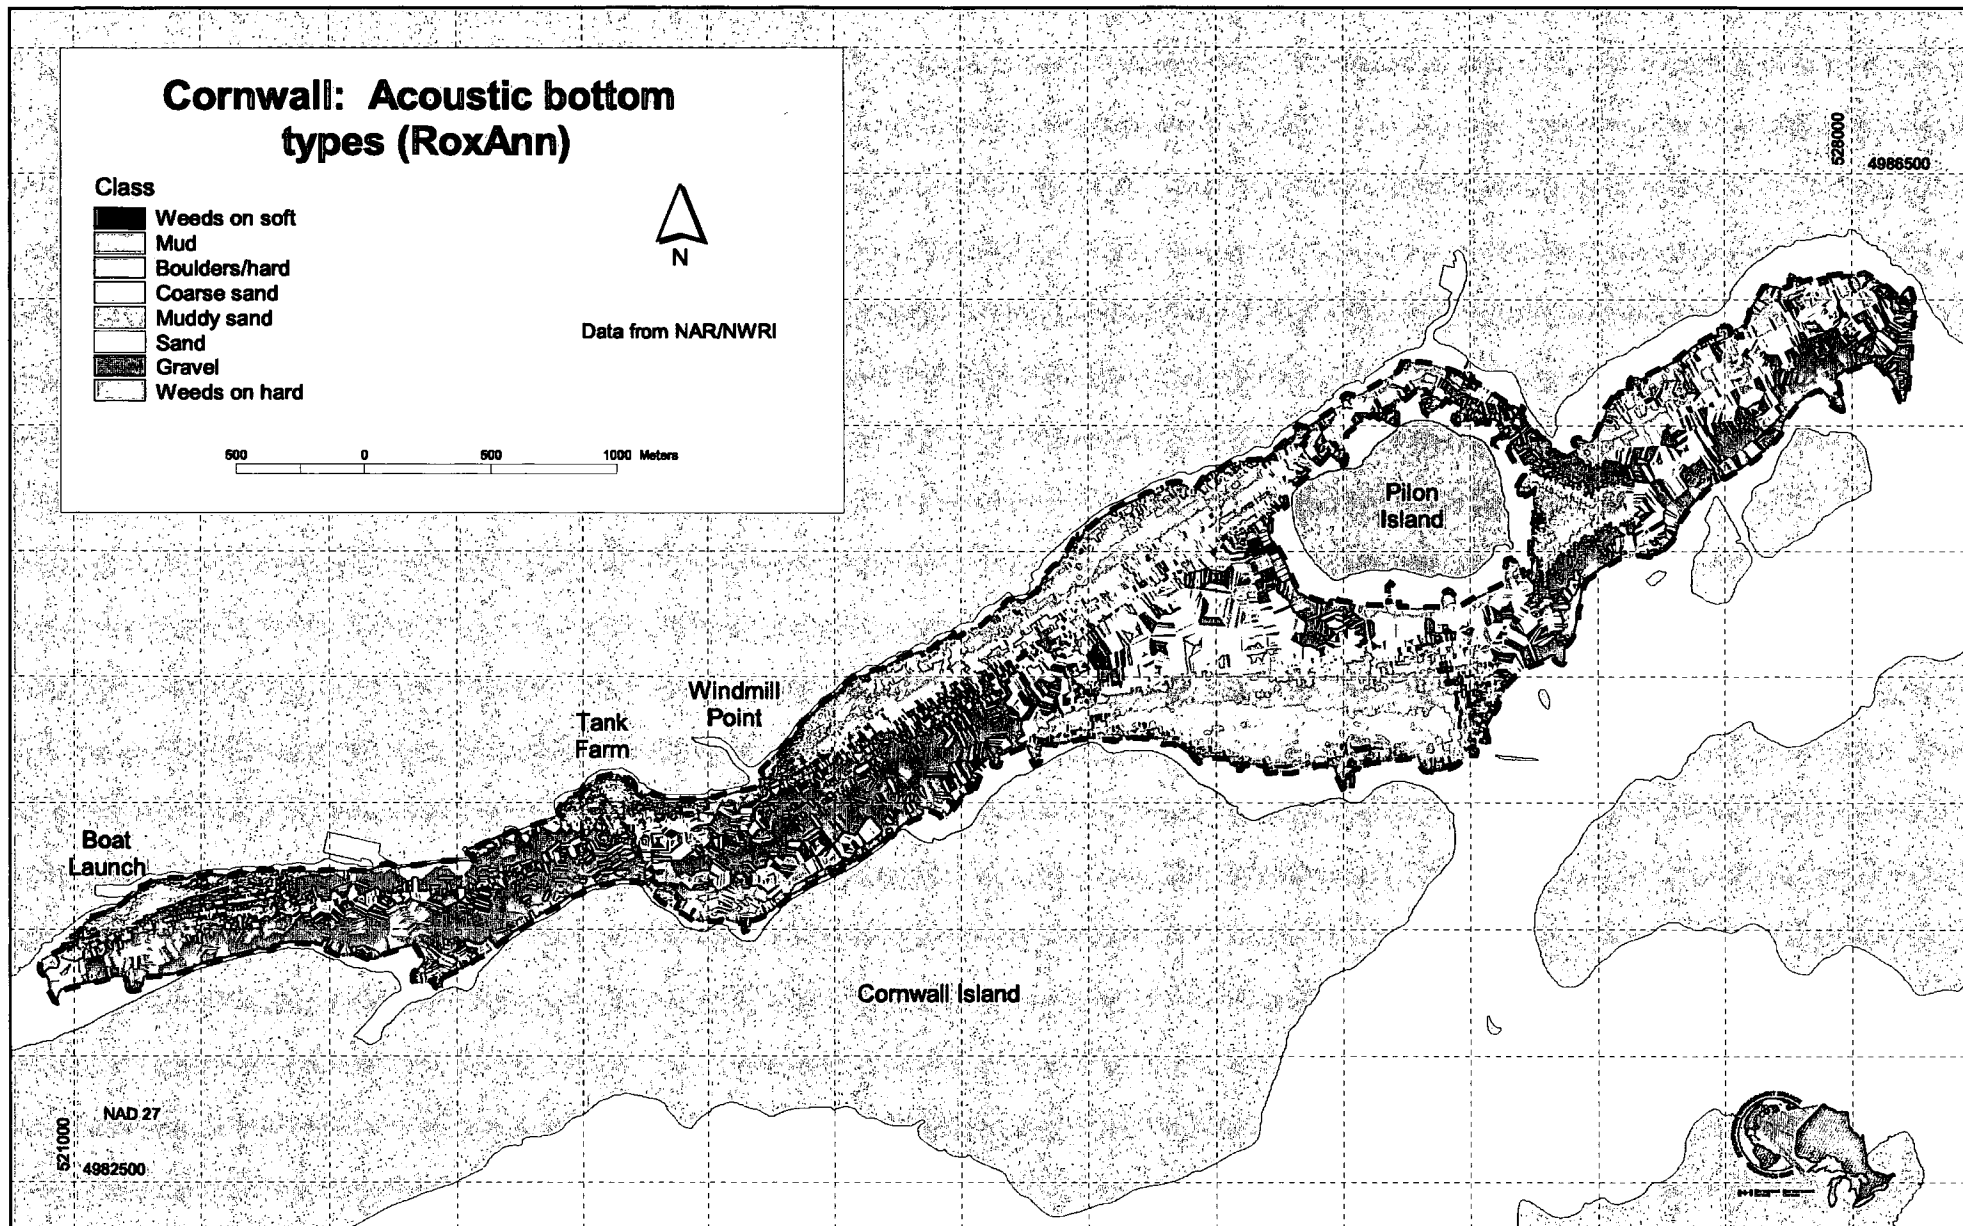 Cornwall: Acoustic bottom
types (RoxAnn)
Class
Weeds on soft
Mud
Boulders/hard
Coarse sand
Muddy sand
Sand
Gravel
Weeds on hard
N
Data from NAR/NWRI
500 0 500 1000 Meters
528000
4986500
Pilon
Island
Windmill
Point
Tank
Farm
Boat
Launch
Cornwall Island
NAD 27
521000
4982500